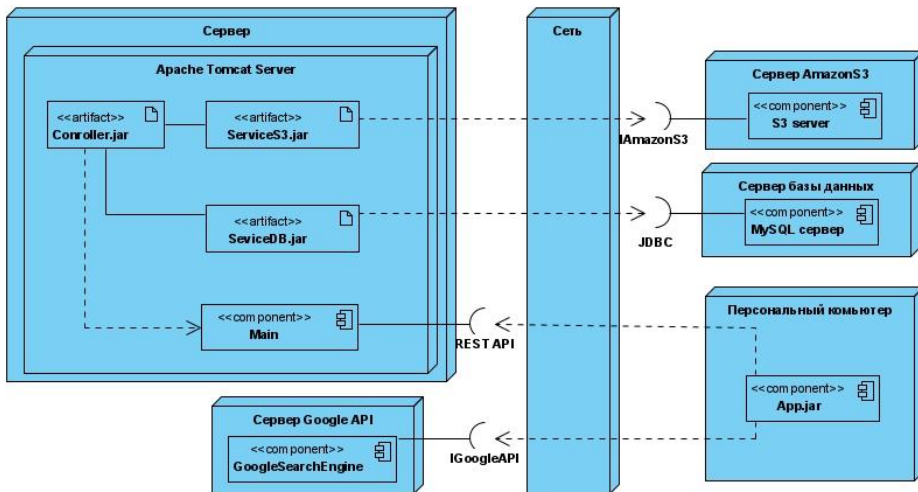 Сервер
Apache Tomcat Server
<<artifact>>
Conroller.jar
<<artifact>>
ServiceS3.jar
<<artifact>>
SeviceDB.jar
<<component>>
Main
REST API
Сервер Google API
<<component>>
GoogleSearchEngine
IGoogleAPI
Сеть
Сервер AmazonS3
<<component>>
S3 server
IAmazonS3
Сервер базы данных
<<component>>
MySQL сервер
JDBC
Персональный комьютер
<<component>>
App.jar